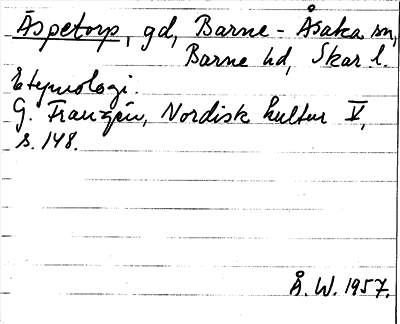 Äspetorp, gd, Barne-Åsaka sn,
Barne hd, Skar l.
Etymologi.
G. Franzén, Nordisk kultur V,
s. 148.
Å. W. 1957.